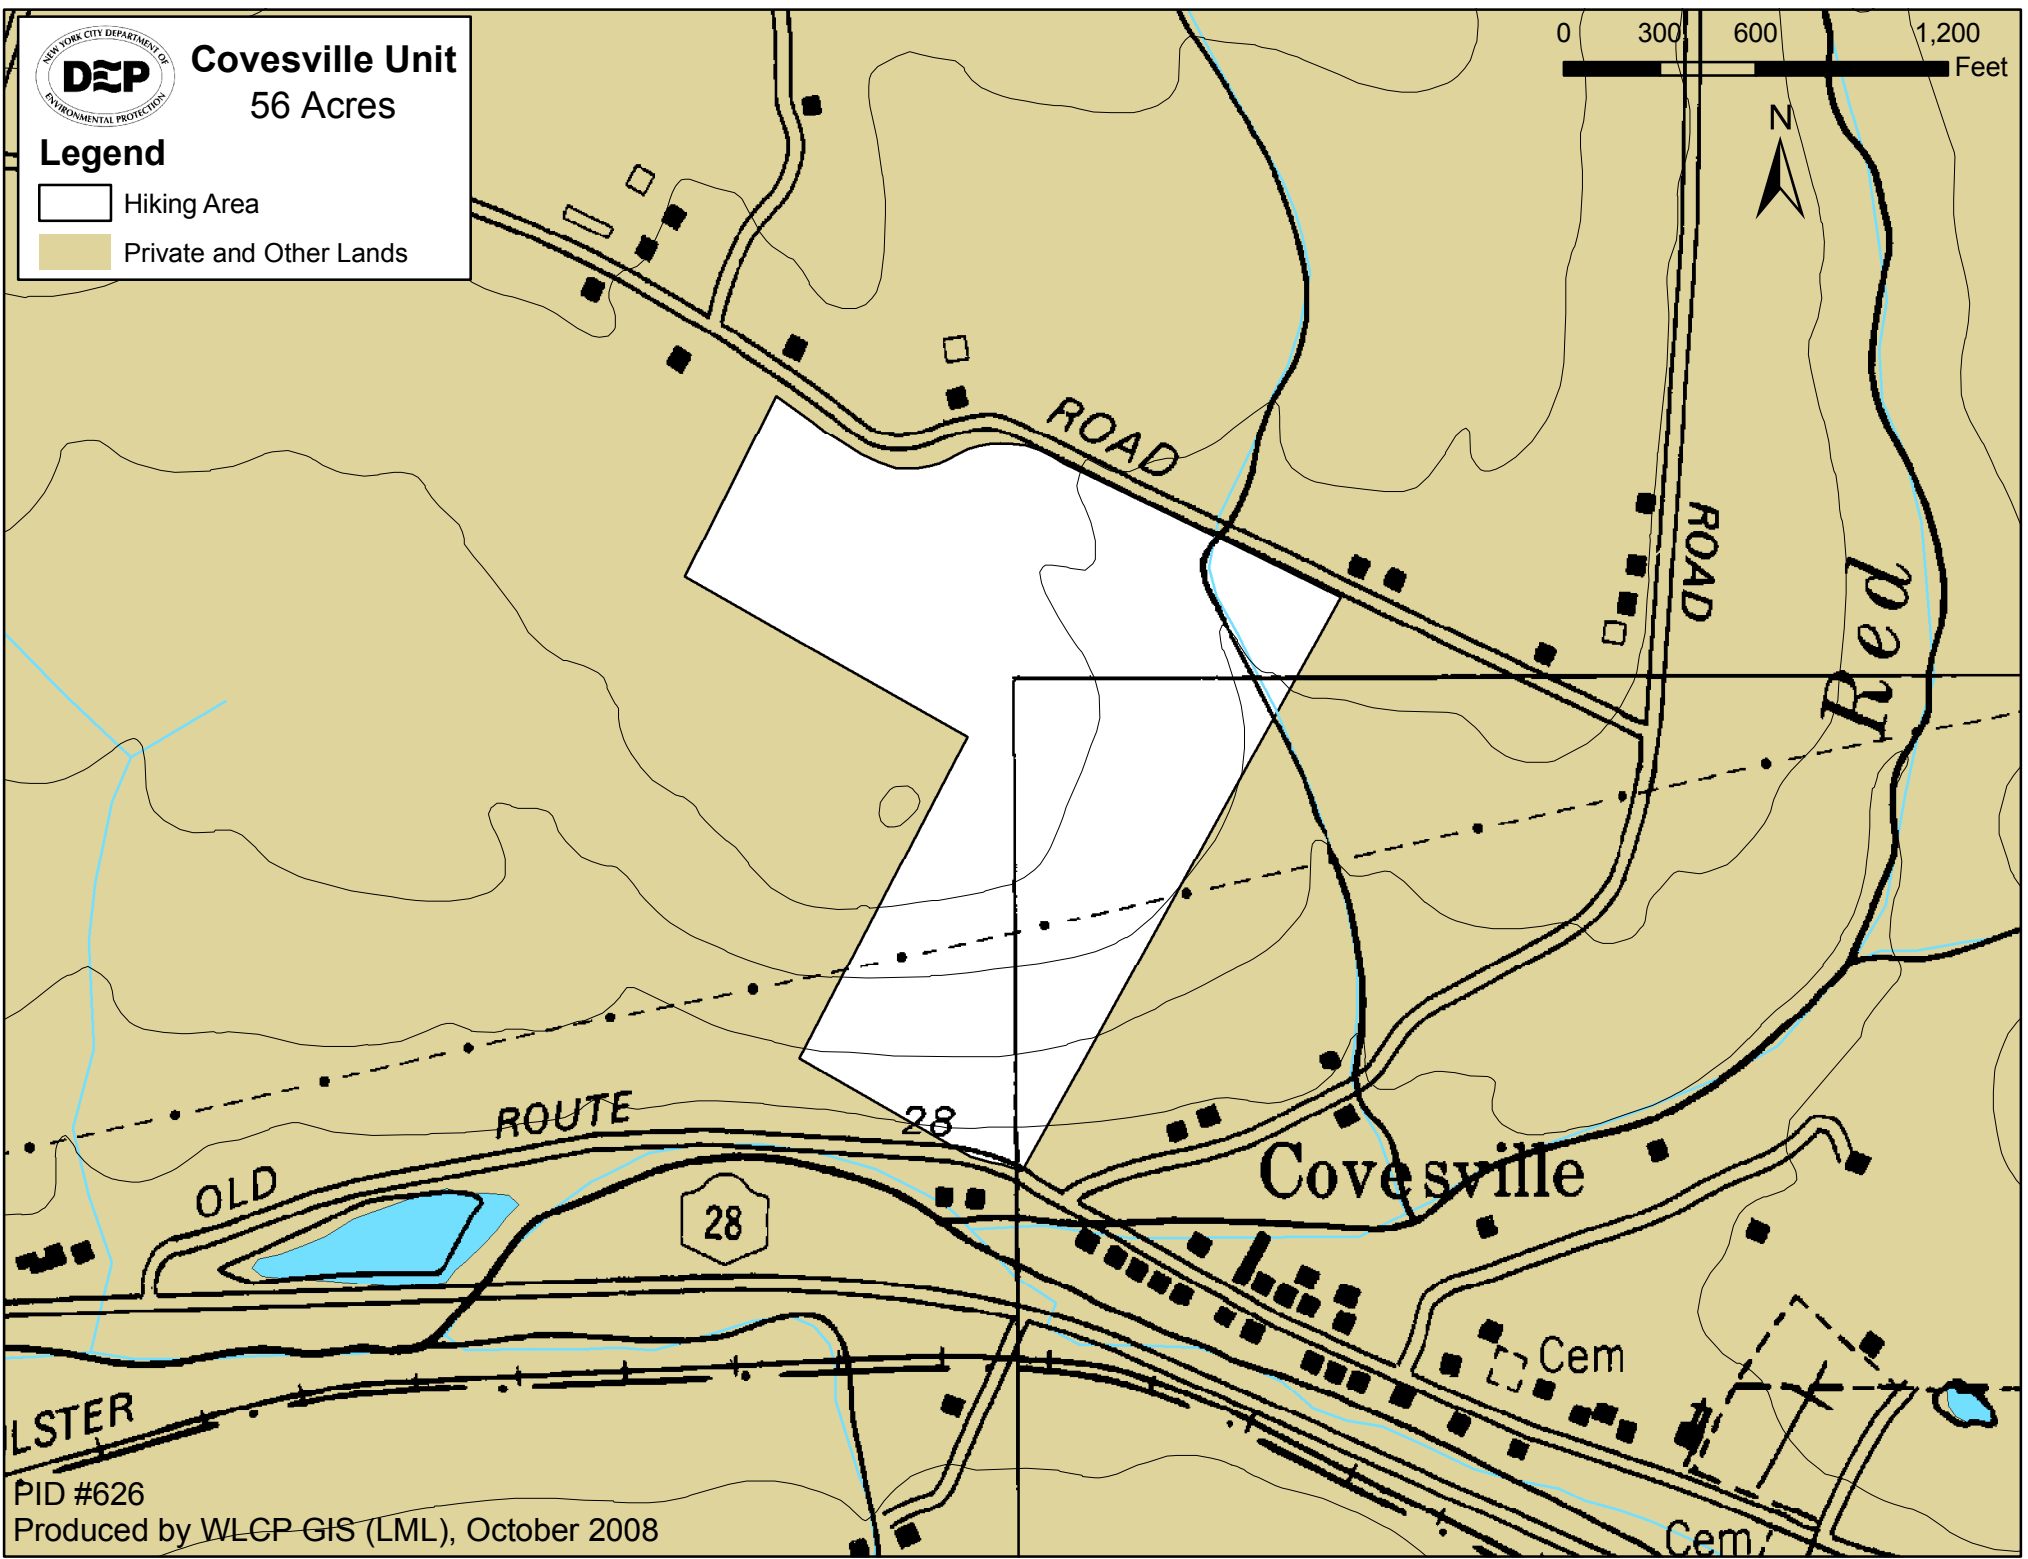 NEW YORK CITY DEPARTMENT OF
DEP
ENVIRONMENTAL PROTECTION
Covesville Unit
56 Acres
Legend
Hiking Area
Private and Other Lands
0 300 600 1,200
Feet
N
ROAD
ROAD
Red
ROUTE
28
OLD
28
Covesville
Cem
LSTER
PID #626
Produced by WLCP GIS (LML), October 2008
Cem